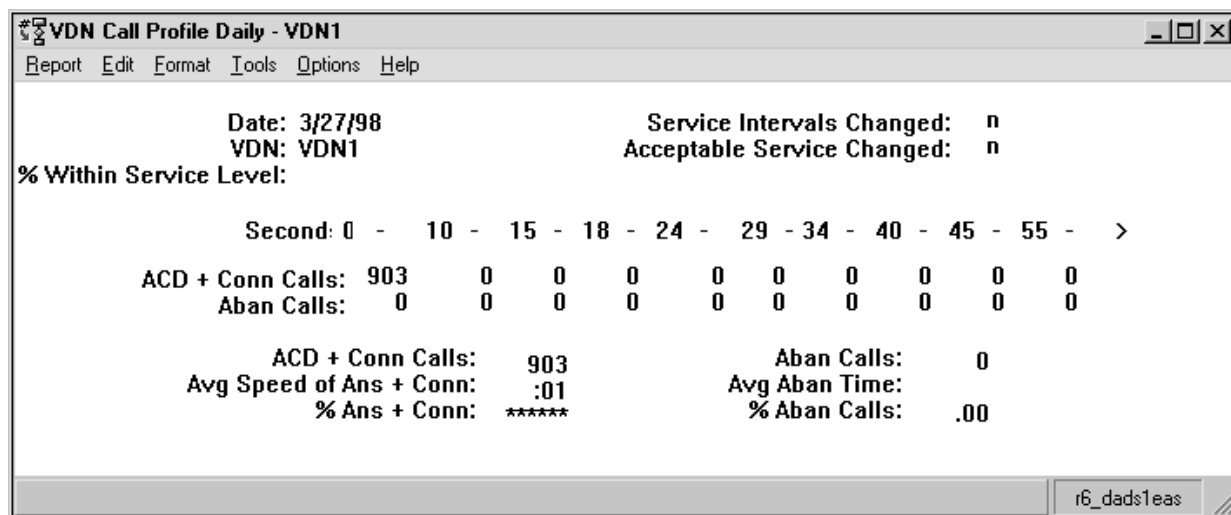 VDN Call Profile Daily - VDN1
Report Edit Format Tools Options Help
Date: 3/27/98 Service Intervals Changed: n
VDN: VDN1 Acceptable Service Changed: n
% Within Service Level:
Second: 0 - 10 - 15 - 18 - 24 - 29 - 34 - 40 - 45 - 55 - >
ACD + Conn Calls: 903 0 0 0 0 0 0 0 0 0
Aban Calls: 0 0 0 0 0 0 0 0 0 0
ACD + Conn Calls: 903 Aban Calls: 0
Avg Speed of Ans + Conn: :01 Avg Aban Time:
% Ans + Conn: ****** % Aban Calls: .00
r6_dads1eas